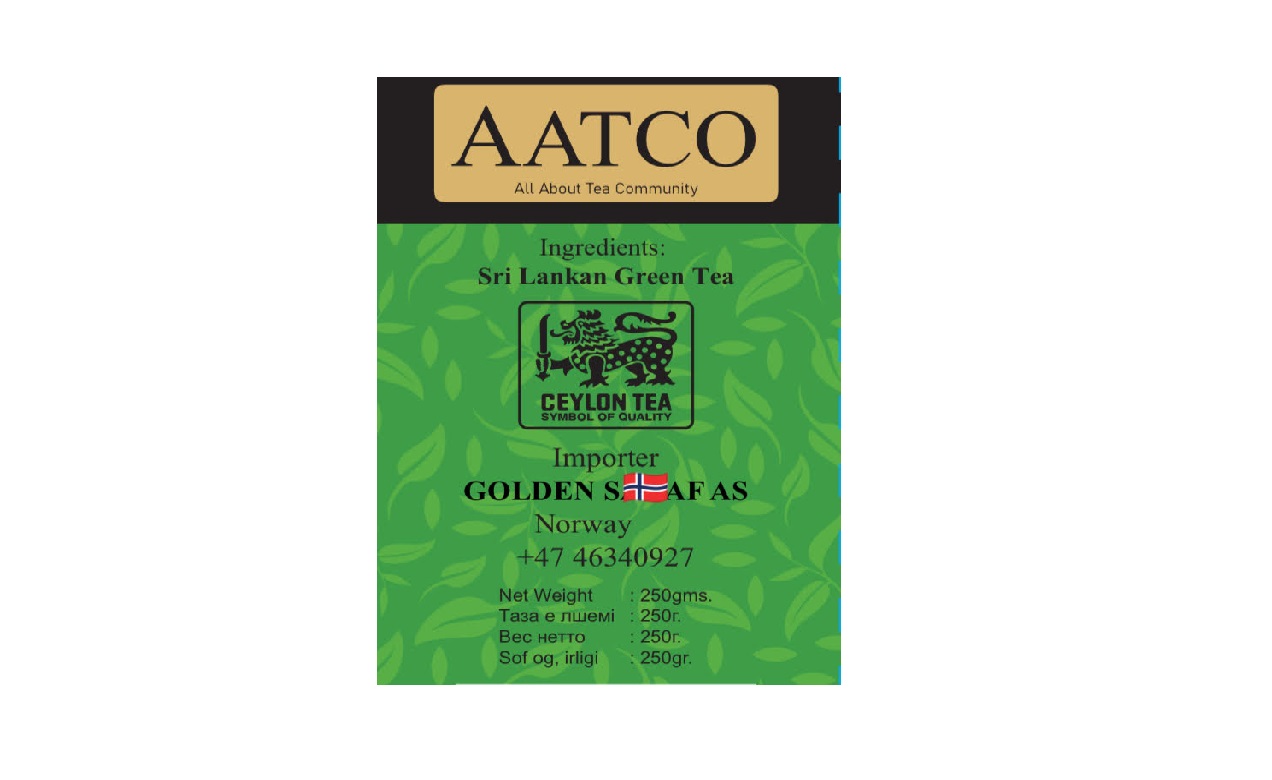 AATCO
All About Tea Community
Ingredients:
Sri Lankan Green Tea
CEYLON TEA
SYMBOL OF QUALITY
Importer
GOLDEN AS
Norway
+47 46340927
Net Weight : 250gms.
Таза е лшемі : 250г.
Вес нетто : 250г.
Sof og, irligi : 250gr.